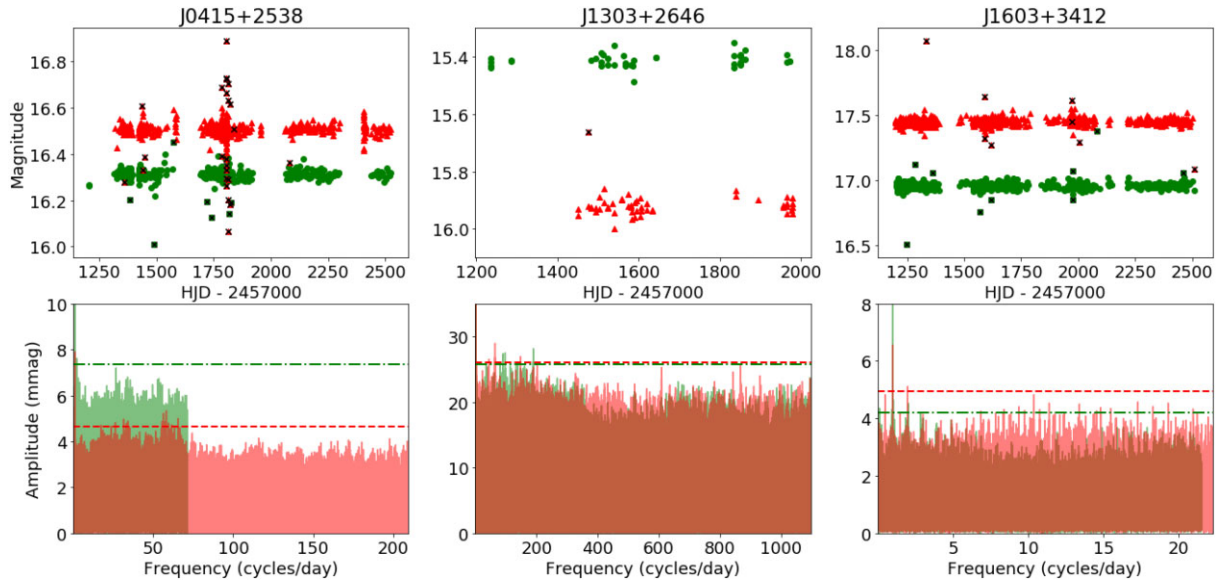 J0415+2538 J1303+2646 J1603+3412
Magnitude
16.8
16.6
16.4
16.2
16.0
1250 1500 1750 2000 2250 2500
15.4
15.6
15.8
16.0
1200 1400 1600 1800 2000
18.0
17.5
17.0
16.5
1250 1500 1750 2000 2250 2500
HJD - 2457000 HJD - 2457000 HJD - 2457000
Amplitude (mmag)
10
8
6
4
2
0
50 100 150 200
30
20
10
0
200 400 600 800 1000
8
6
4
2
0
5 10 15 20
Frequency (cycles/day) Frequency (cycles/day) Frequency (cycles/day)